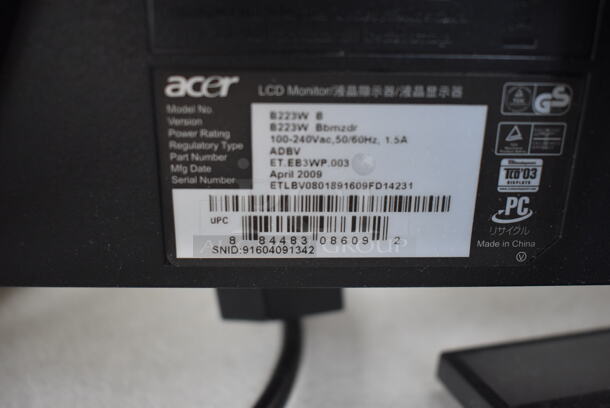 acer LCD Monitor/液晶顯示器/液晶显示器
Model No. B223W B
Version B223W Bbmzdr
Power Rating 100-240Vac,50/60Hz, 1.5A
Regulatory Type ADBV
Part Number ET.EB3WP.003
Mfg Date April 2009
Serial Number ETLBV0801891609FD14231
UPC
8 84483 08609 2
SNID:91604091342
GS
TCO'03
DISPLAYS
PC
リサイクル
Made in China
V
GROUP